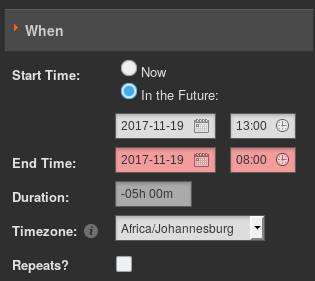 When
Start Time:
Now
In the Future:
2017-11-19 13:00
End Time: 2017-11-19 08:00
Duration: -05h 00m
Timezone: Africa/Johannesburg
Repeats?